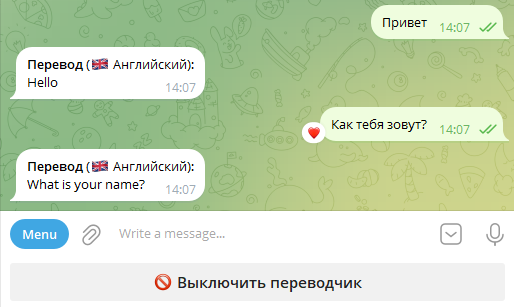 Привет 14:07
Перевод (🇬🇧 Английский):
Hello 14:07
Как тебя зовут? 14:07
Перевод (🇬🇧 Английский):
What is your name? 14:07
Menu Write a message...
🚫 Выключить переводчик